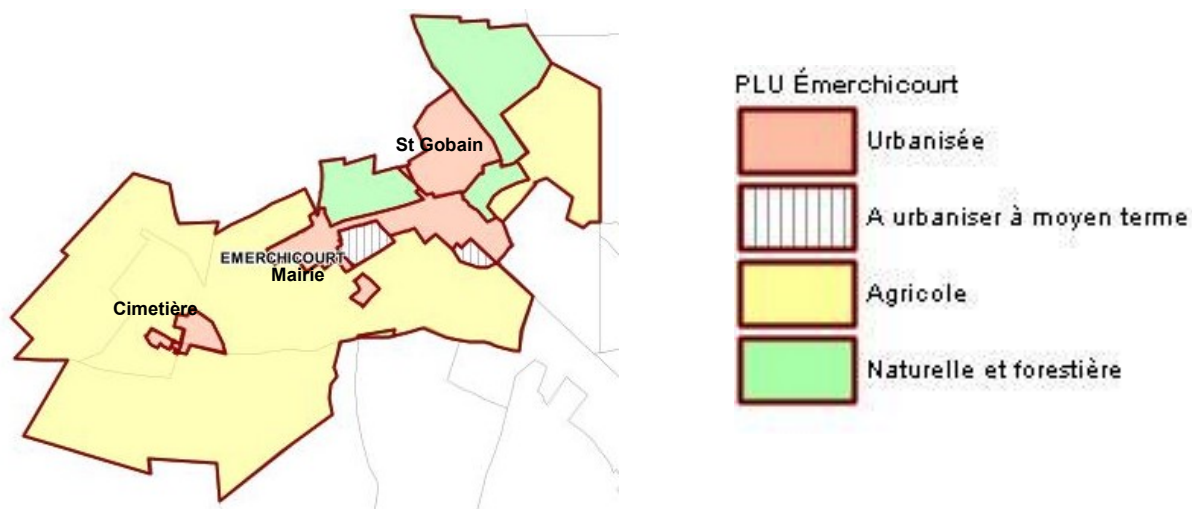 St Gobain
EMERCHICOURT
Mairie
Cimetière
PLU Émerchicourt
Urbanisée
A urbaniser à moyen terme
Agricole
Naturelle et forestière